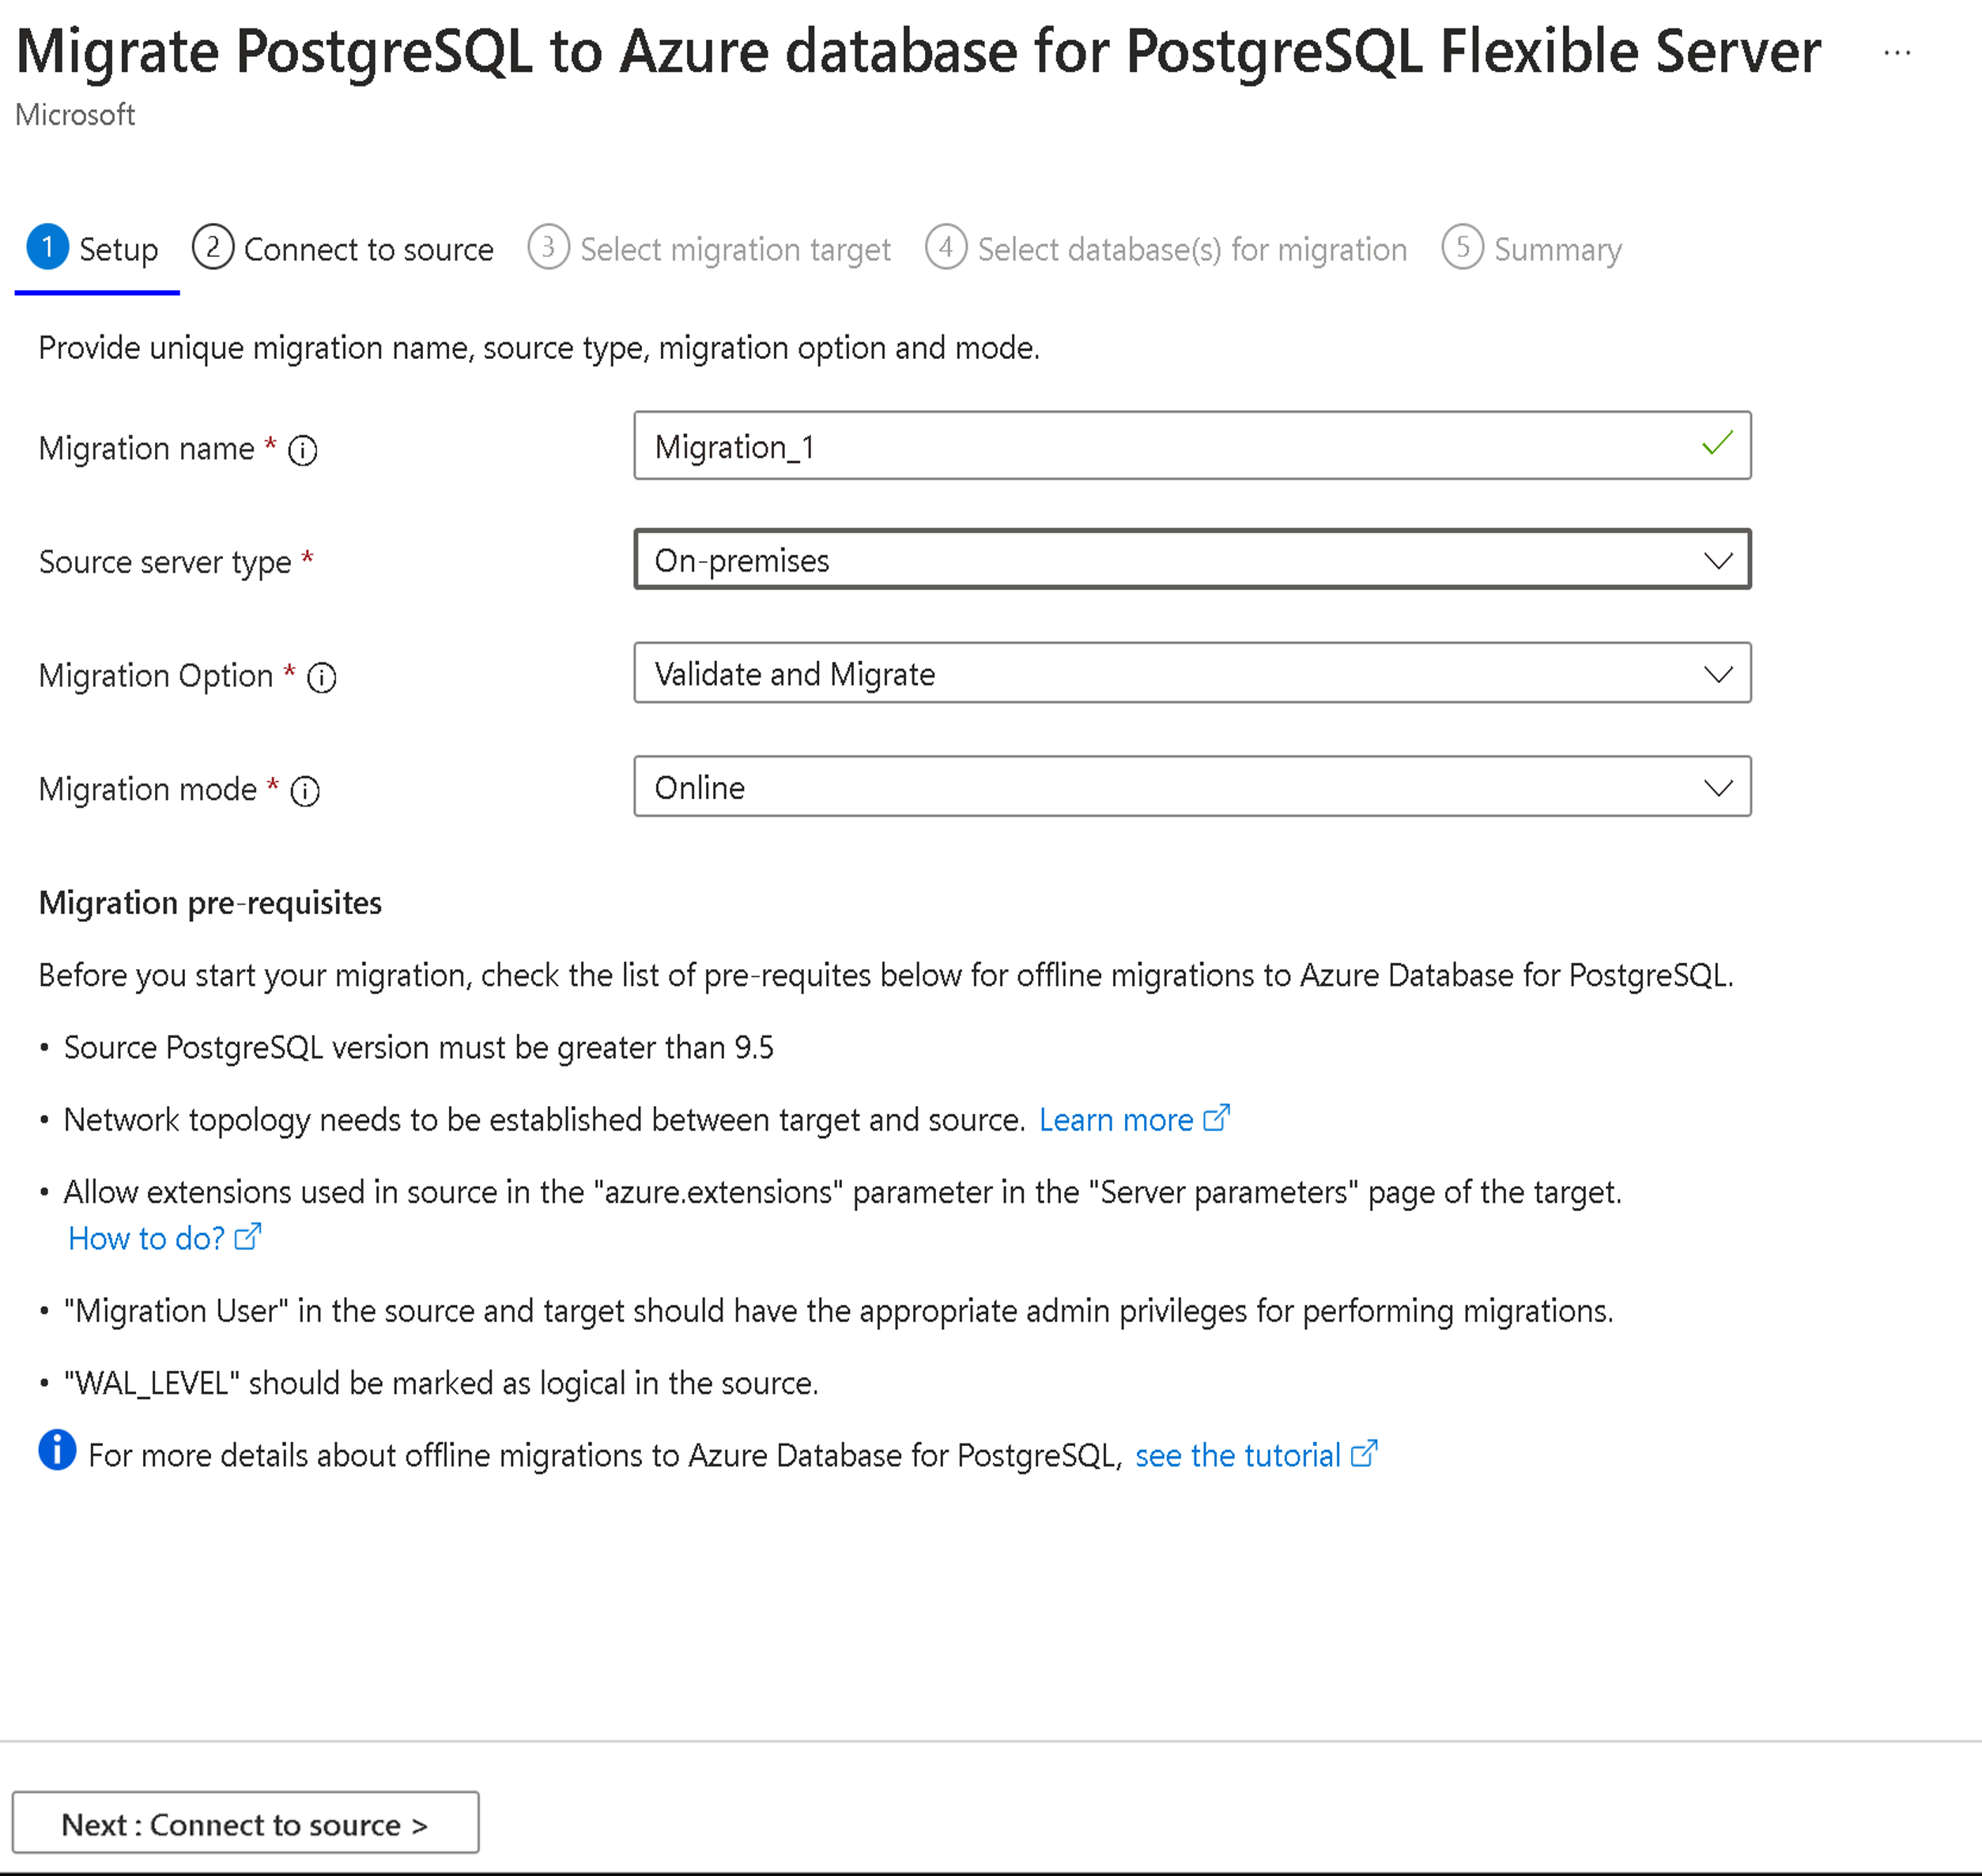 Migrate PostgreSQL to Azure database for PostgreSQL Flexible Server ...
Microsoft
1 Setup 2 Connect to source 3 Select migration target 4 Select database(s) for migration 5 Summary
Provide unique migration name, source type, migration option and mode.
Migration name * Migration_1
Source server type * On-premises
Migration Option * Validate and Migrate
Migration mode * Online
Migration pre-requisites
Before you start your migration, check the list of pre-requites below for offline migrations to Azure Database for PostgreSQL.
• Source PostgreSQL version must be greater than 9.5
• Network topology needs to be established between target and source. Learn more
• Allow extensions used in source in the "azure.extensions" parameter in the "Server parameters" page of the target.
How to do?
• "Migration User" in the source and target should have the appropriate admin privileges for performing migrations.
• "WAL_LEVEL" should be marked as logical in the source.
For more details about offline migrations to Azure Database for PostgreSQL, see the tutorial
Next : Connect to source >